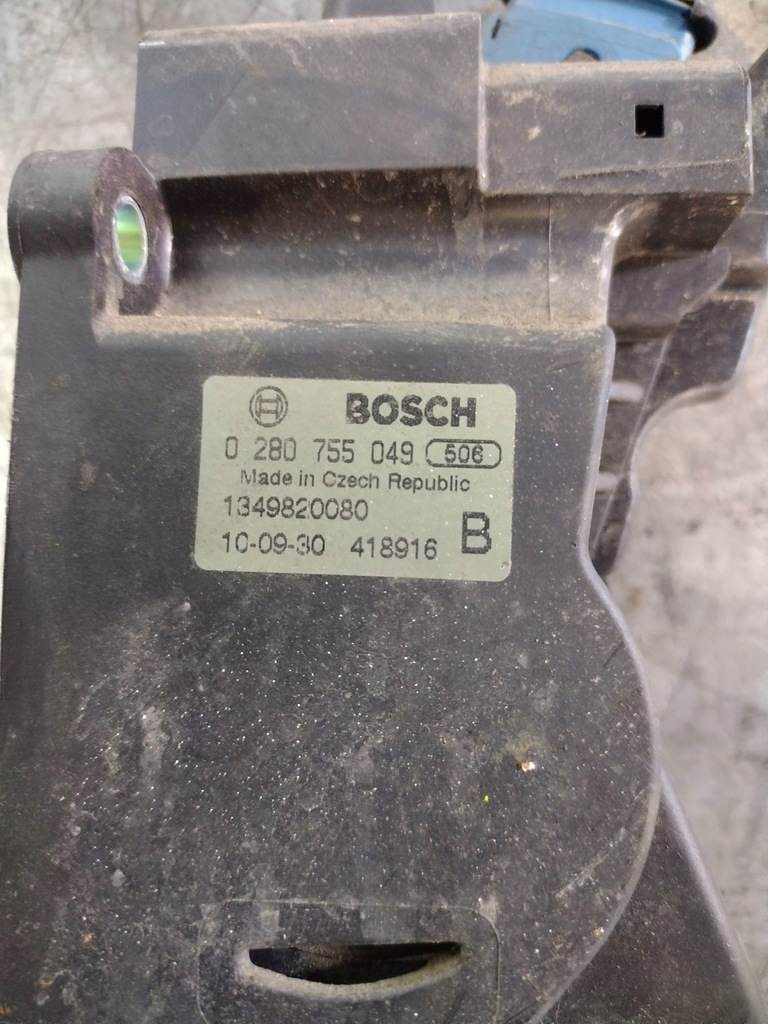 BOSCH
0 280 755 049 506
Made in Czech Republic
1349820080
10-09-30 418916 B